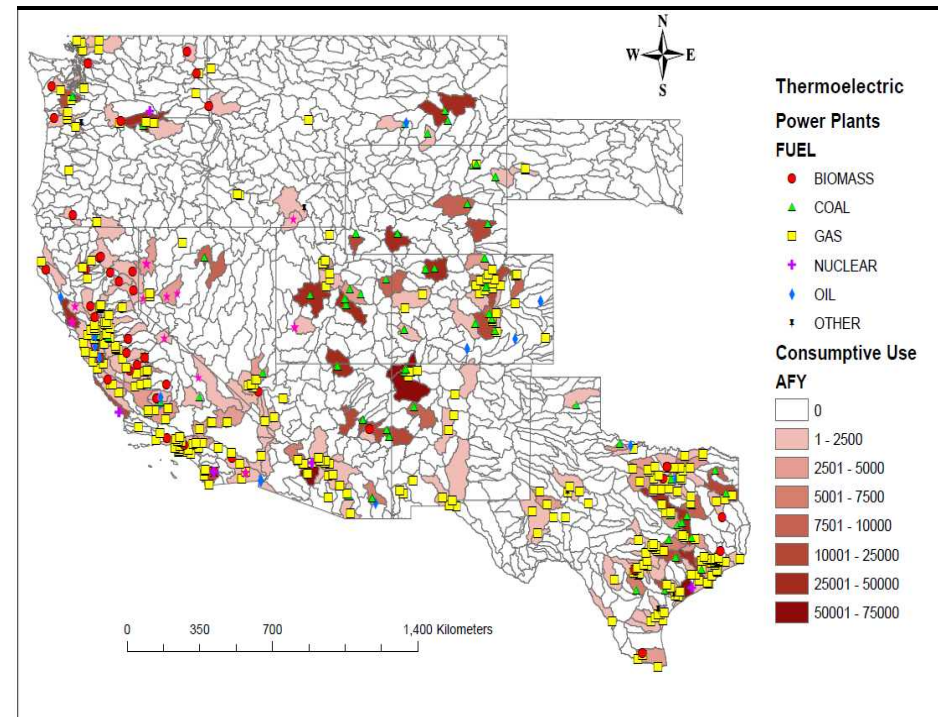 N
W E
S
Thermoelectric
Power Plants
FUEL
BIOMASS
COAL
GAS
NUCLEAR
OIL
OTHER
Consumptive Use
AFY
0
1 - 2500
2501 - 5000
5001 - 7500
7501 - 10000
10001 - 25000
25001 - 50000
50001 - 75000
0 350 700 1,400 Kilometers